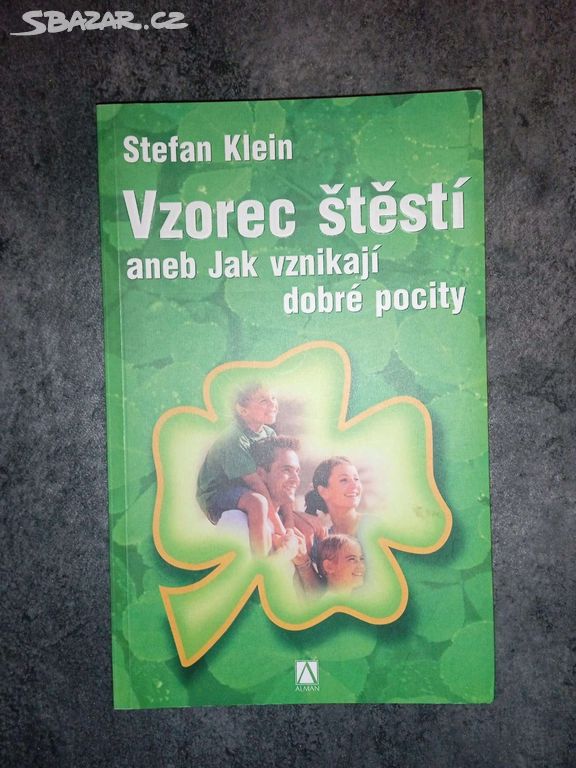 SBAZAR.CZ
Stefan Klein
Vzorec štěstí
aneb Jak vznikají
dobré pocity
ALMAN